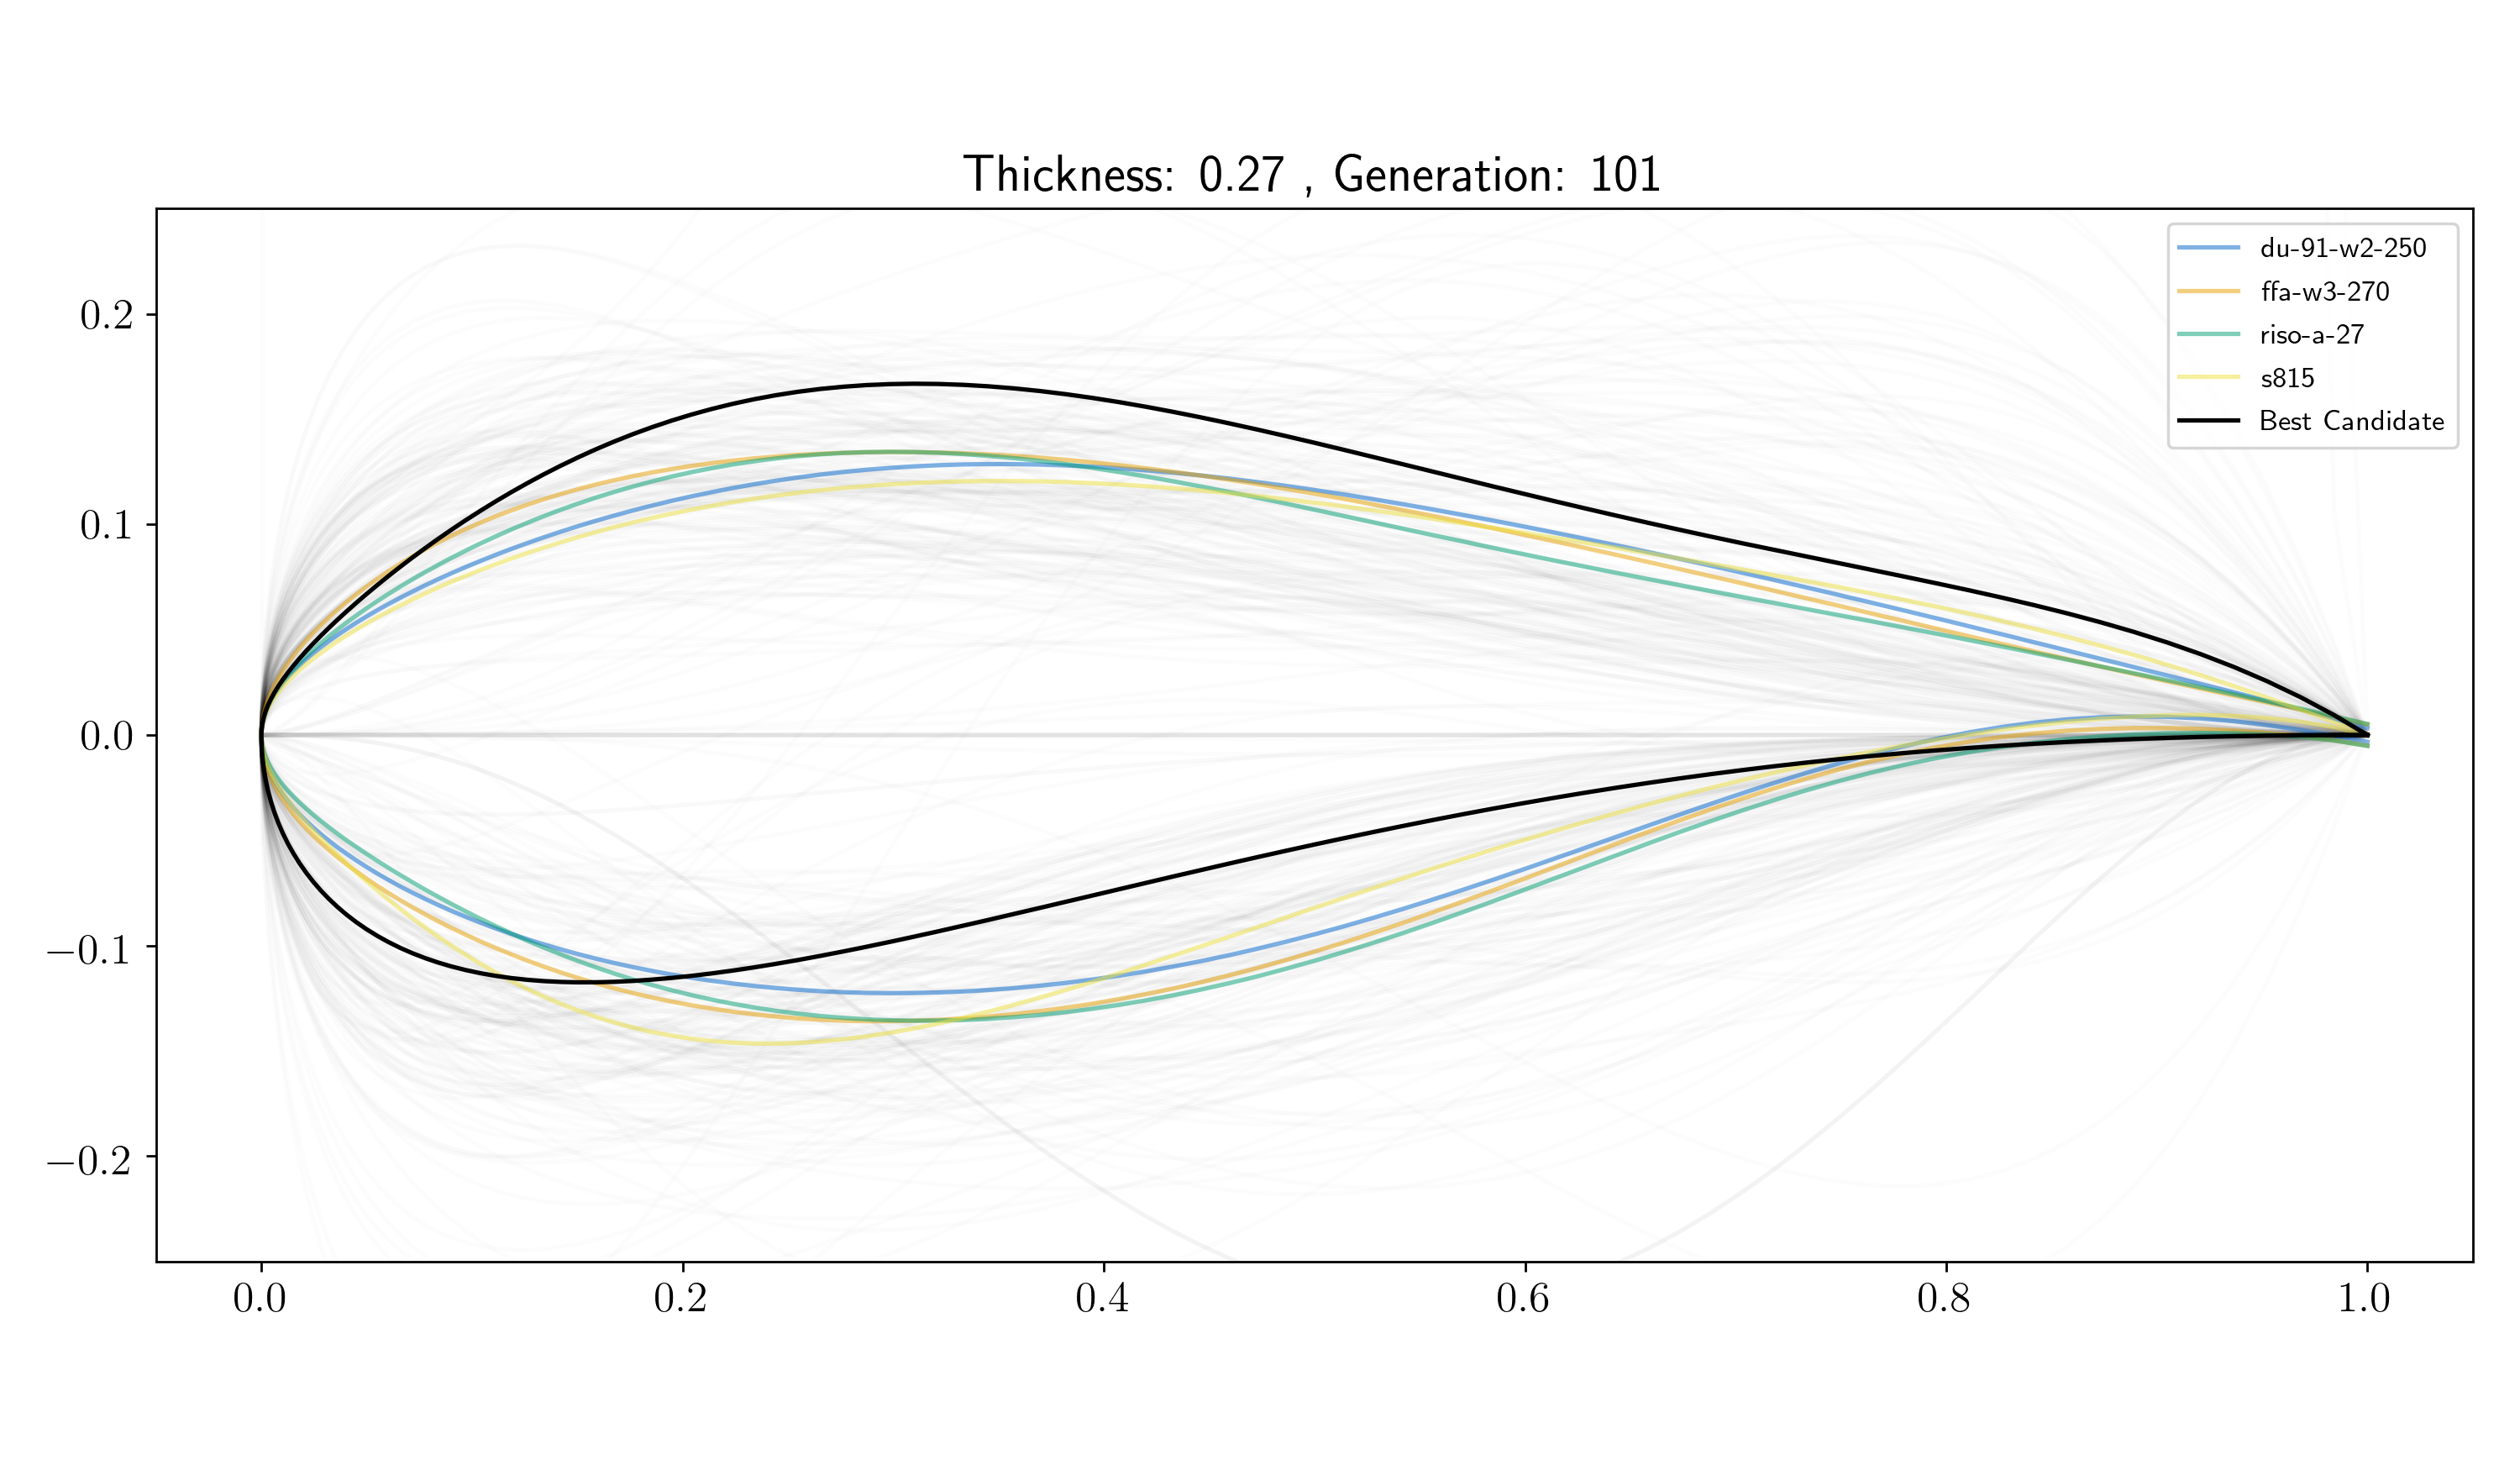 Thickness: 0.27 , Generation: 101
du-91-w2-250
ffa-w3-270
riso-a-27
s815
Best Candidate
0.2
0.1
0.0
−0.1
−0.2
0.0 0.2 0.4 0.6 0.8 1.0